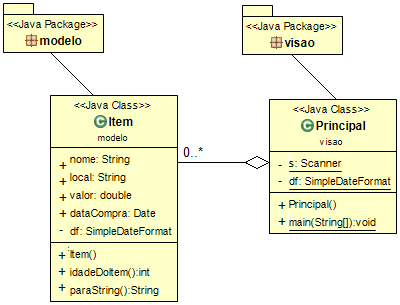 <<Java Package>>
modelo
<<Java Package>>
visao
<<Java Class>>
Item
modelo
+ nome: String
+ local: String
+ valor: double
+ dataCompra: Date
- df: SimpleDateFormat
+ Item()
+ idadeDoItem():int
+ paraString():String
0..*
<<Java Class>>
Principal
visao
- s: Scanner
- df: SimpleDateFormat
+ Principal()
+ main(String[]):void